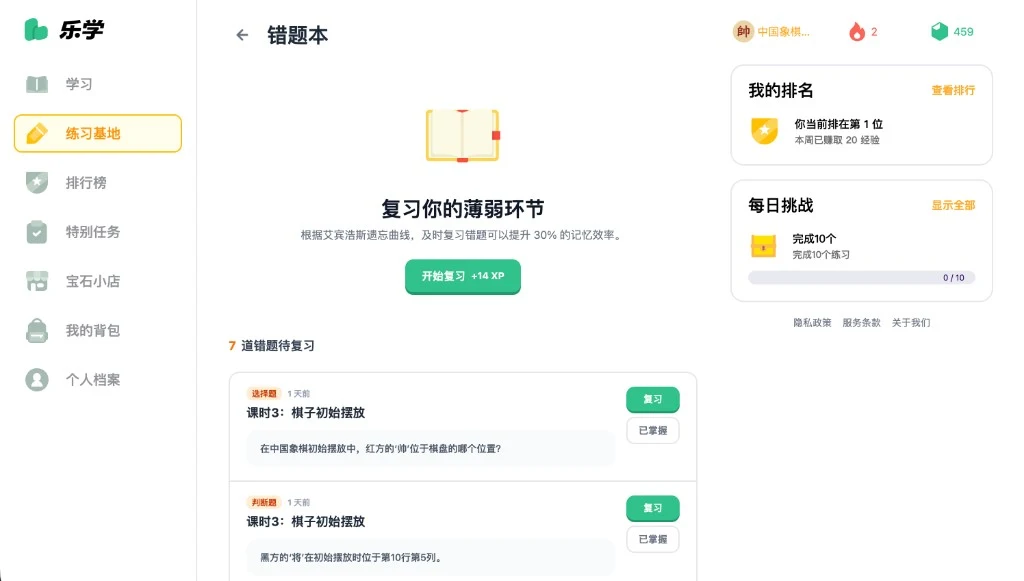 乐学
学习
练习基地
排行榜
特别任务
宝石小店
我的背包
个人档案
错题本
复习你的薄弱环节
根据艾宾浩斯遗忘曲线，及时复习错题可以提升 30% 的记忆效率。
开始复习 +14 XP
7 道错题待复习
选择题 1 天前
课时3：棋子初始摆放
在中国象棋初始摆放中，红方的'帅'位于棋盘的哪个位置？
复习
已掌握
判断题 1 天前
课时3：棋子初始摆放
黑方的'将'在初始摆放时位于第10行第5列。
复习
已掌握
帥 中国象棋...
2
459
我的排名
查看排行
你当前排在第 1 位
本周已赚取 20 经验
每日挑战
显示全部
完成10个
完成10个练习
0 / 10
隐私政策 服务条款 关于我们